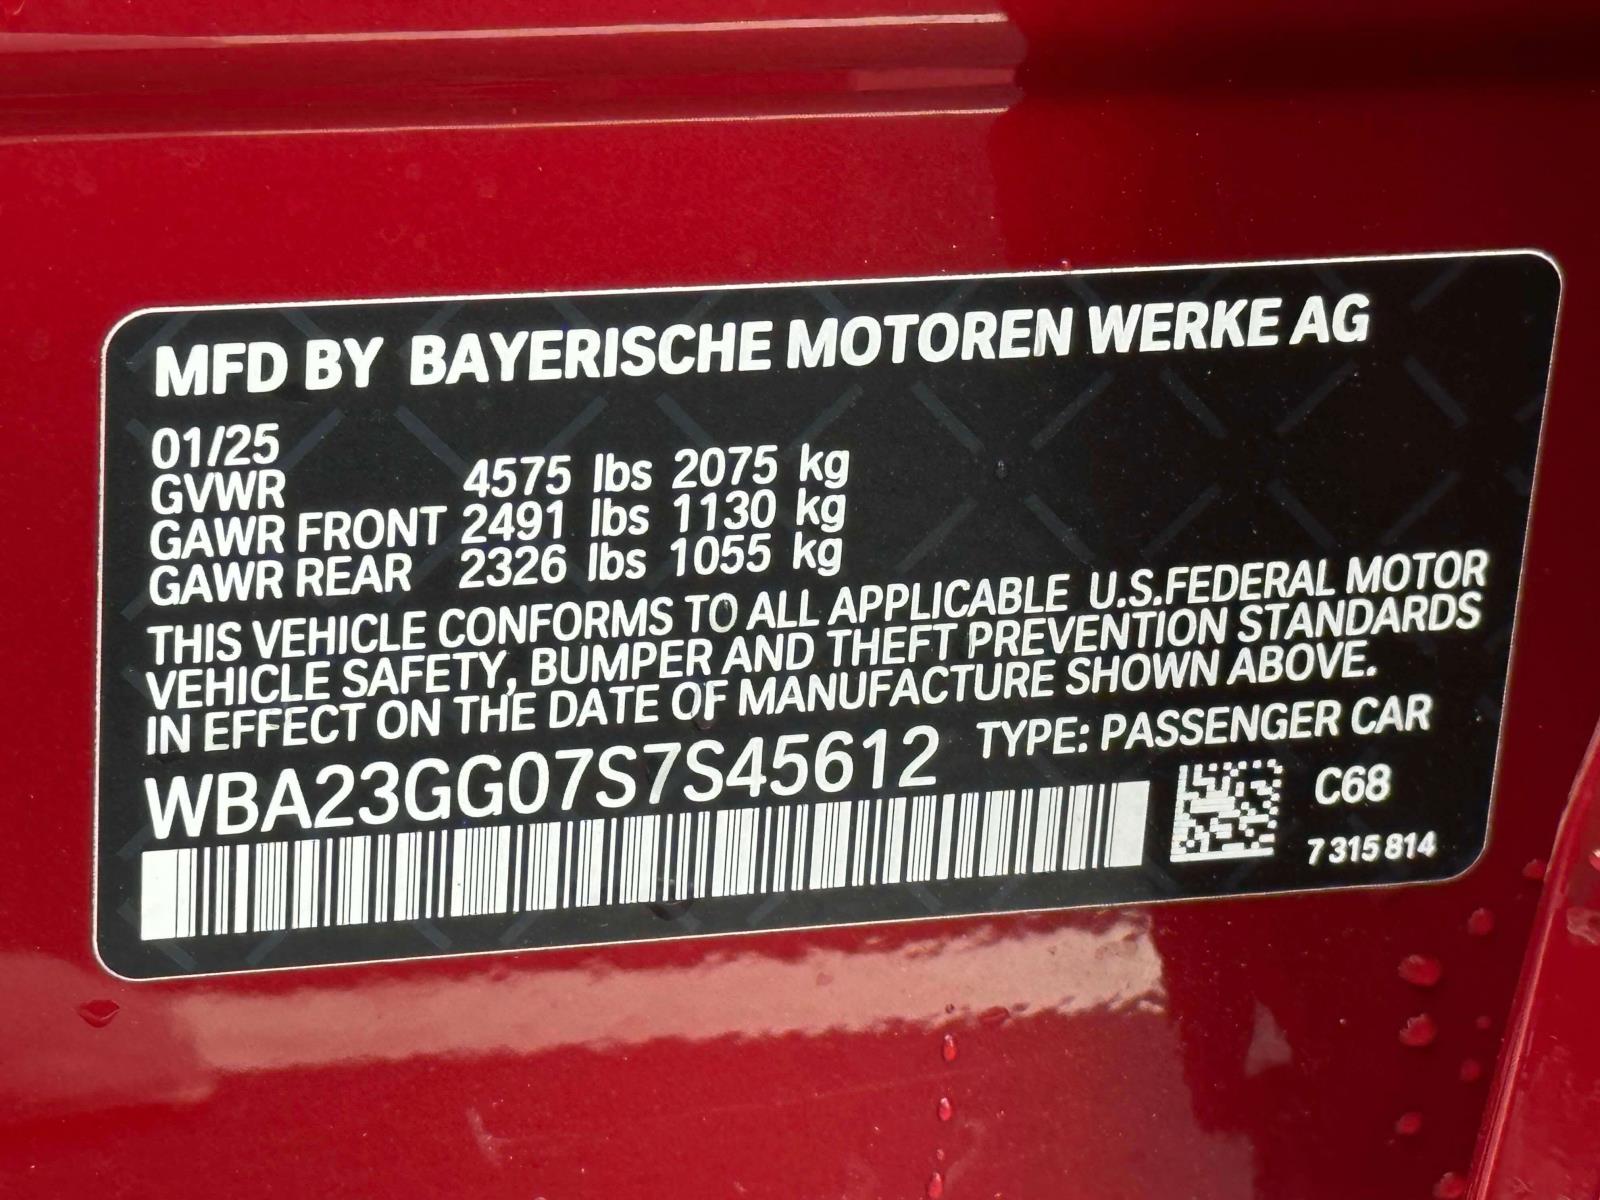 MFD BY BAYERISCHE MOTOREN WERKE AG
01/25
GVWR 4575 lbs 2075 kg
GAWR FRONT 2491 lbs 1130 kg
GAWR REAR 2326 lbs 1055 kg
THIS VEHICLE CONFORMS TO ALL APPLICABLE U.S.FEDERAL MOTOR
VEHICLE SAFETY, BUMPER AND THEFT PREVENTION STANDARDS
IN EFFECT ON THE DATE OF MANUFACTURE SHOWN ABOVE.
WBA23GG07S7S45612 TYPE: PASSENGER CAR
C68
7 315 814